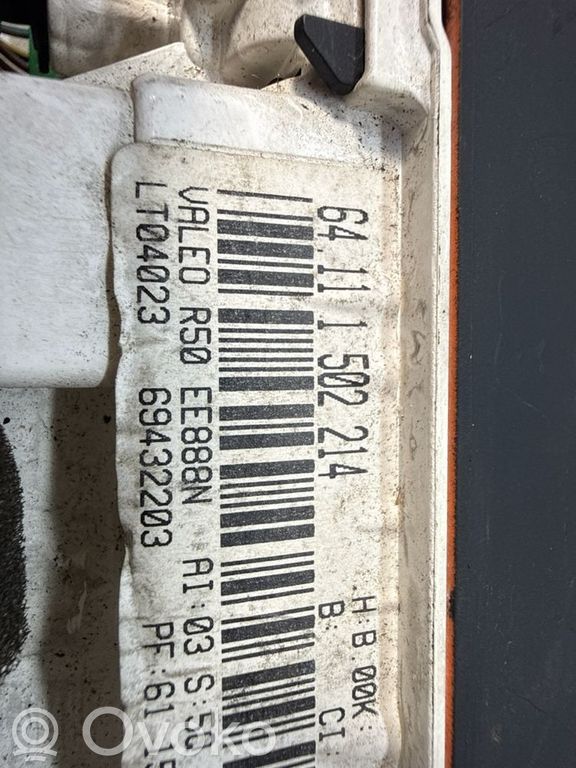 64 11 1 502 214
H:B 00K:
B: CI:
VALEO R50 EE888N AI:03 S:50
LT04023 69432203 PF:61
OVOKO